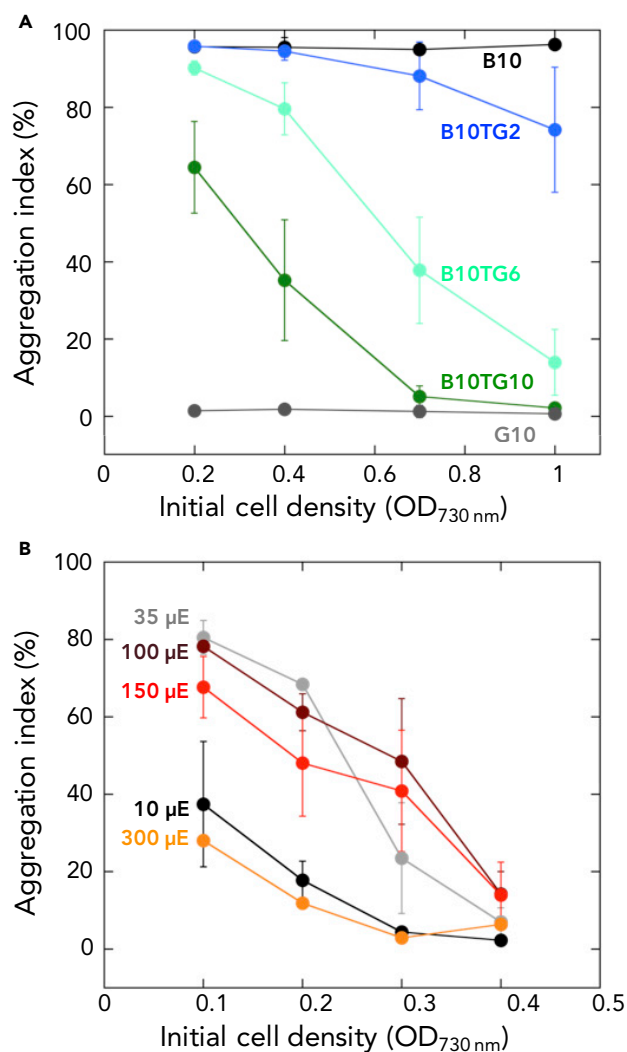 A
100
80
60
40
20
0
Aggregation index (%)
B10
B10TG2
B10TG6
B10TG10
G10
0 0.2 0.4 0.6 0.8 1
Initial cell density (OD730 nm)
B
100
80
60
40
20
0
Aggregation index (%)
35 µE
100 µE
150 µE
10 µE
300 µE
0 0.1 0.2 0.3 0.4 0.5
Initial cell density (OD730 nm)